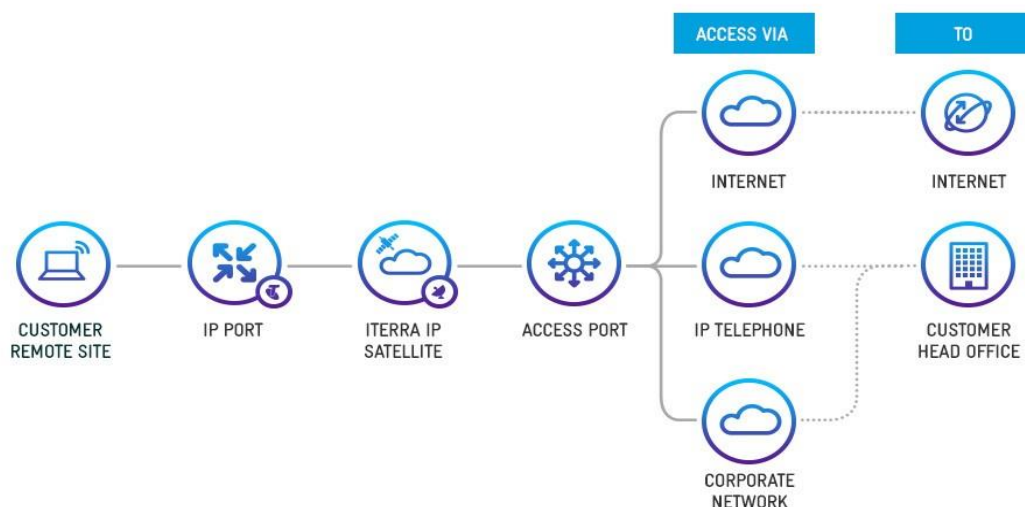 ACCESS VIA
TO
INTERNET
INTERNET
CUSTOMER
REMOTE SITE
IP PORT
ITERRA IP
SATELLITE
ACCESS PORT
IP TELEPHONE
CUSTOMER
HEAD OFFICE
CORPORATE
NETWORK